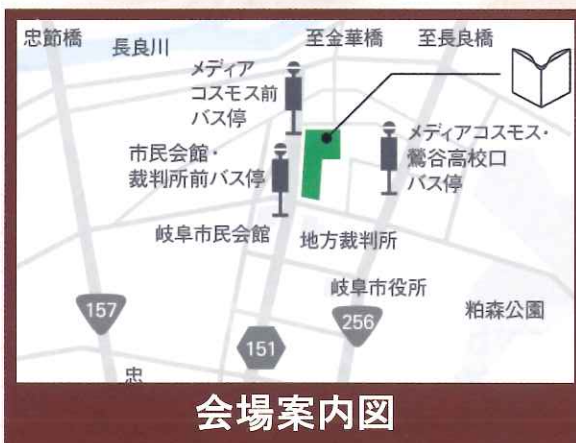 忠節橋
長良川
至金華橋
至長良橋
メディア
コスモス前
バス停
メディアコスモス・
鶯谷高校口
バス停
市民会館・
裁判所前バス停
岐阜市民会館
地方裁判所
岐阜市役所
粕森公園
157
256
151
忠
会場案内図